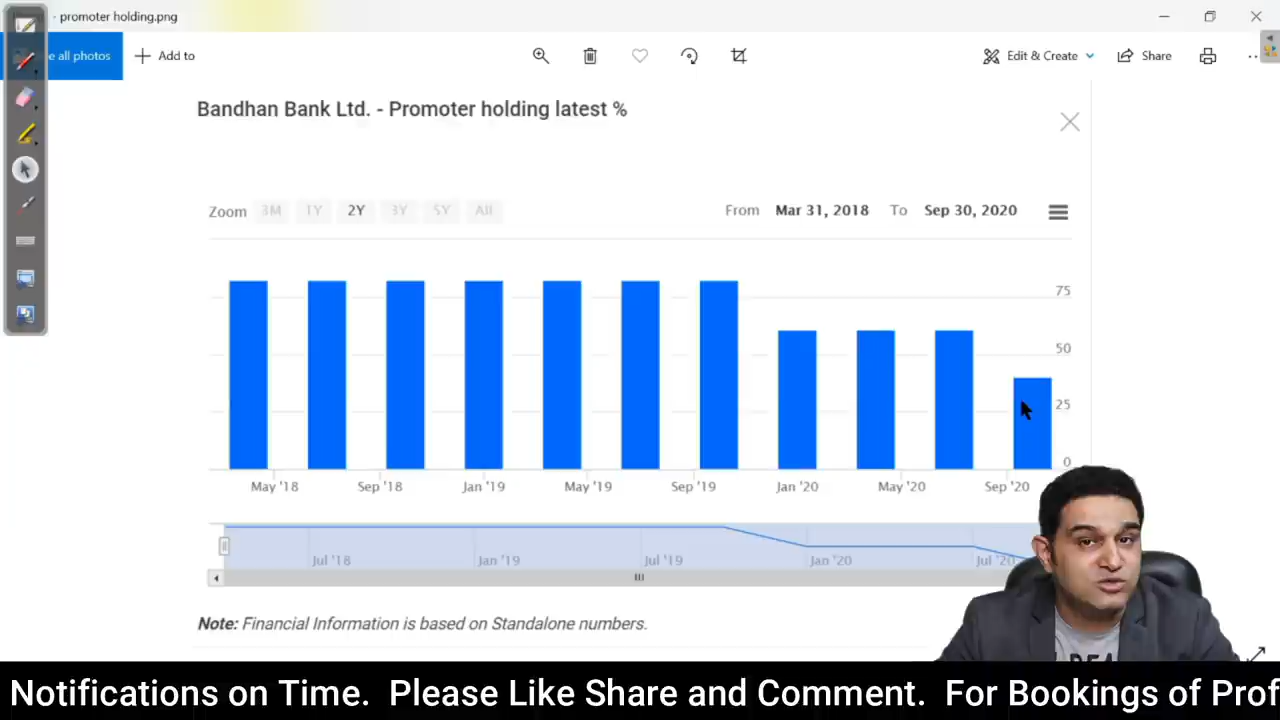 - promoter holding.png
e all photos
Add to
Edit & Create
Share
Bandhan Bank Ltd. - Promoter holding latest %
Zoom 3M 1Y 2Y 3Y 5Y All
From Mar 31, 2018 To Sep 30, 2020
75
50
25
0
May '18 Sep '18 Jan '19 May '19 Sep '19 Jan '20 May '20 Sep '20
Jul '18 Jan '19 Jul '19 Jan '20 Jul '20
Note: Financial Information is based on Standalone numbers.
Notifications on Time. Please Like Share and Comment. For Bookings of Prof